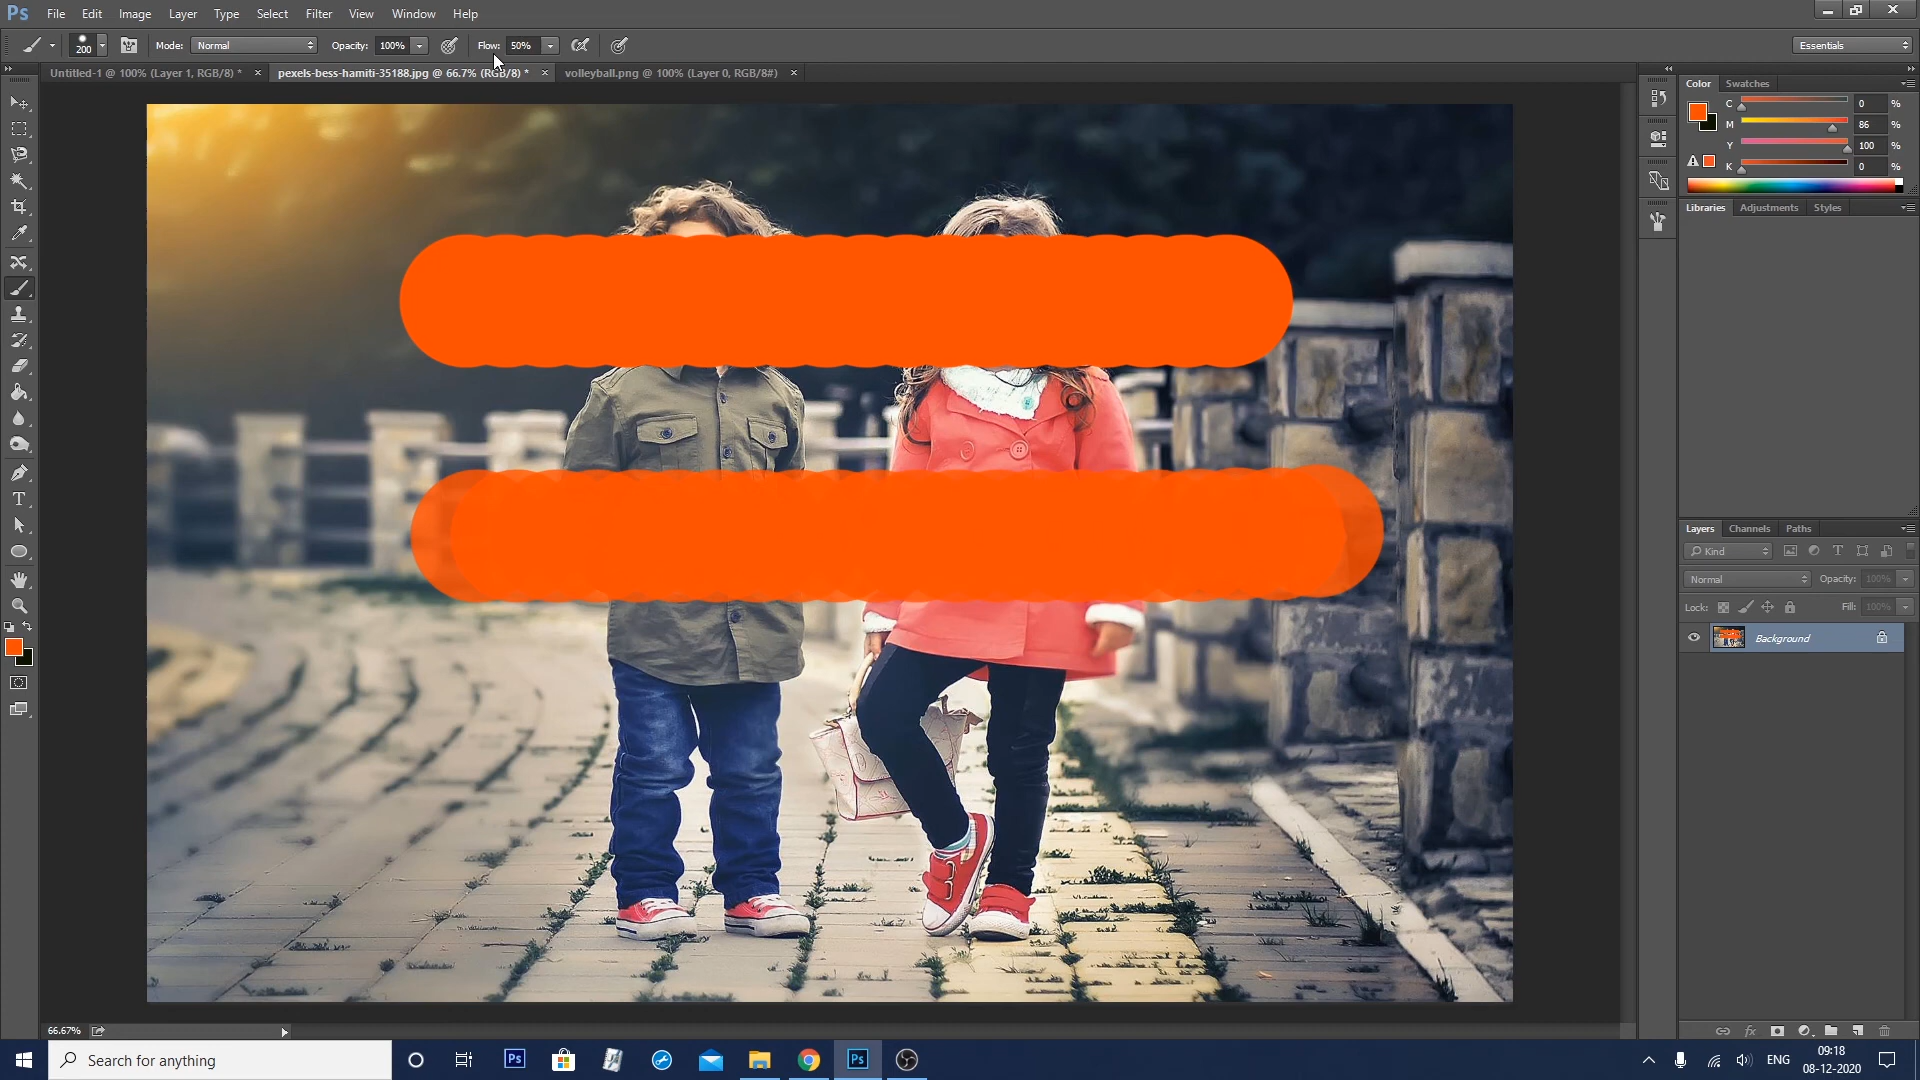 Ps File Edit Image Layer Type Select Filter View Window Help
200 Mode: Normal Opacity: 100% Flow: 50% Essentials
Untitled-1 @ 100% (Layer 1, RGB/8) * × pexels-bess-hamiti-35188.jpg @ 66.7% (RGB/8) * × volleyball.png @ 100% (Layer 0, RGB/8#) ×
Color Swatches
C 0 %
M 86 %
Y 100 %
K 0 %
Libraries Adjustments Styles
Layers Channels Paths
Kind
Normal Opacity: 100%
Lock: Fill: 100%
Background
66.67%
Search for anything
Ps
Ps
ENG
09:18
08-12-2020